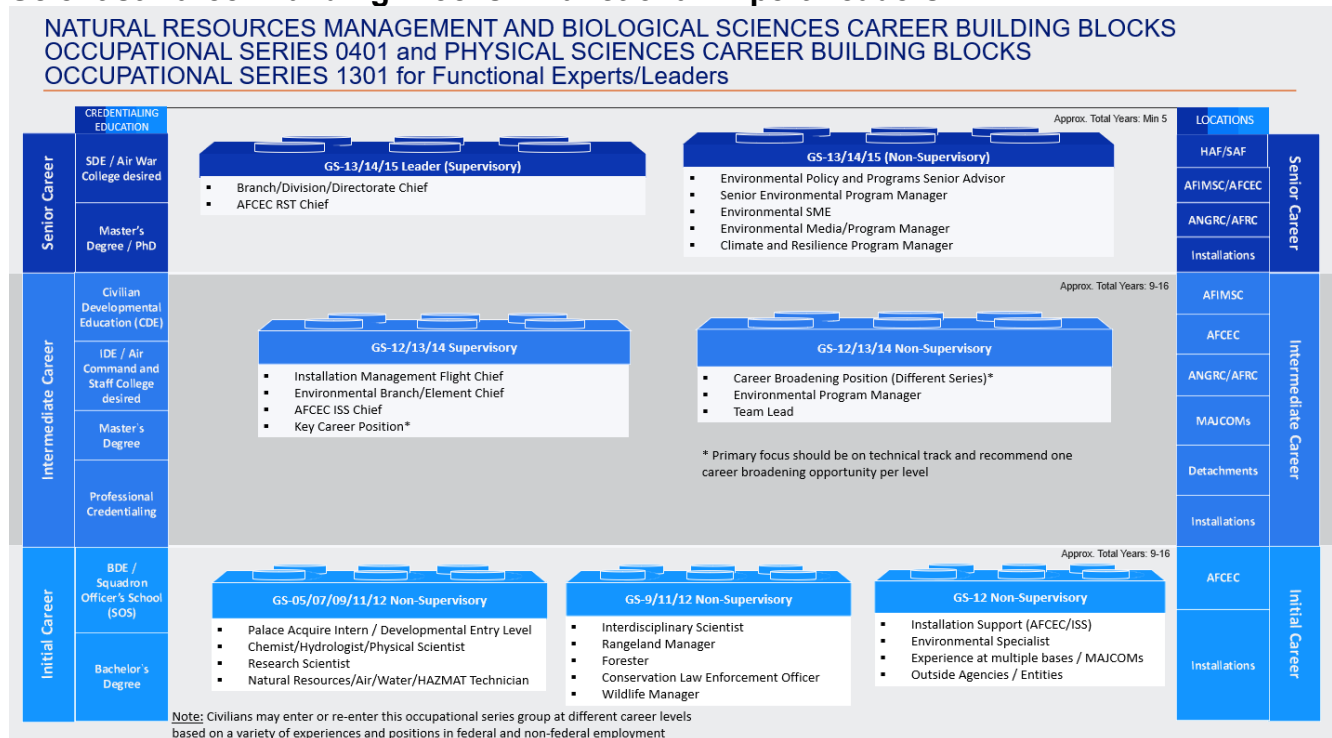 NATURAL RESOURCES MANAGEMENT AND BIOLOGICAL SCIENCES CAREER BUILDING BLOCKS
OCCUPATIONAL SERIES 0401 and PHYSICAL SCIENCES CAREER BUILDING BLOCKS
OCCUPATIONAL SERIES 1301 for Functional Experts/Leaders
CREDENTIALING
EDUCATION
Approx. Total Years: Min 5
LOCATIONS
Senior Career
SDE / Air War
College desired
Master's
Degree / PhD
GS-13/14/15 Leader (Supervisory)
▪ Branch/Division/Directorate Chief
▪ AFCEC RST Chief
GS-13/14/15 (Non-Supervisory)
▪ Environmental Policy and Programs Senior Advisor
▪ Senior Environmental Program Manager
▪ Environmental SME
▪ Environmental Media/Program Manager
▪ Climate and Resilience Program Manager
HAF/SAF
AFIMSC/AFCEC
ANGRC/AFRC
Installations
Senior Career
Intermediate Career
Civilian
Developmental
Education (CDE)
IDE / Air
Command and
Staff College
desired
Master's
Degree
Professional
Credentialing
Approx. Total Years: 9-16
GS-12/13/14 Supervisory
▪ Installation Management Flight Chief
▪ Environmental Branch/Element Chief
▪ AFCEC ISS Chief
▪ Key Career Position*
GS-12/13/14 Non-Supervisory
▪ Career Broadening Position (Different Series)*
▪ Environmental Program Manager
▪ Team Lead
* Primary focus should be on technical track and recommend one
career broadening opportunity per level
AFIMSC
AFCEC
ANGRC/AFRC
MAJCOMs
Detachments
Installations
Intermediate Career
Initial Career
BDE /
Squadron
Officer's School
(SOS)
Bachelor's
Degree
Approx. Total Years: 9-16
GS-05/07/09/11/12 Non-Supervisory
▪ Palace Acquire Intern / Developmental Entry Level
▪ Chemist/Hydrologist/Physical Scientist
▪ Research Scientist
▪ Natural Resources/Air/Water/HAZMAT Technician
GS-9/11/12 Non-Supervisory
▪ Interdisciplinary Scientist
▪ Rangeland Manager
▪ Forester
▪ Conservation Law Enforcement Officer
▪ Wildlife Manager
GS-12 Non-Supervisory
▪ Installation Support (AFCEC/ISS)
▪ Environmental Specialist
▪ Experience at multiple bases / MAJCOMs
▪ Outside Agencies / Entities
AFCEC
Installations
Initial Career
Note: Civilians may enter or re-enter this occupational series group at different career levels
based on a variety of experiences and positions in federal and non-federal employment